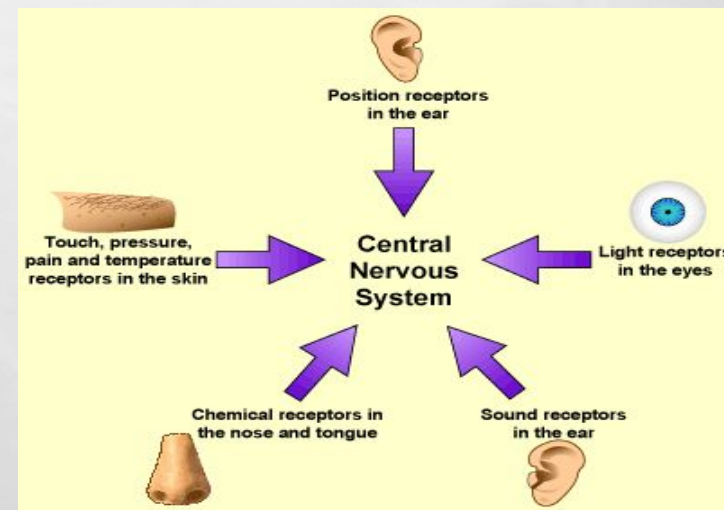 Position receptors
in the ear
Touch, pressure,
pain and temperature
receptors in the skin
Central
Nervous
System
Light receptors
in the eyes
Chemical receptors in
the nose and tongue
Sound receptors
in the ear